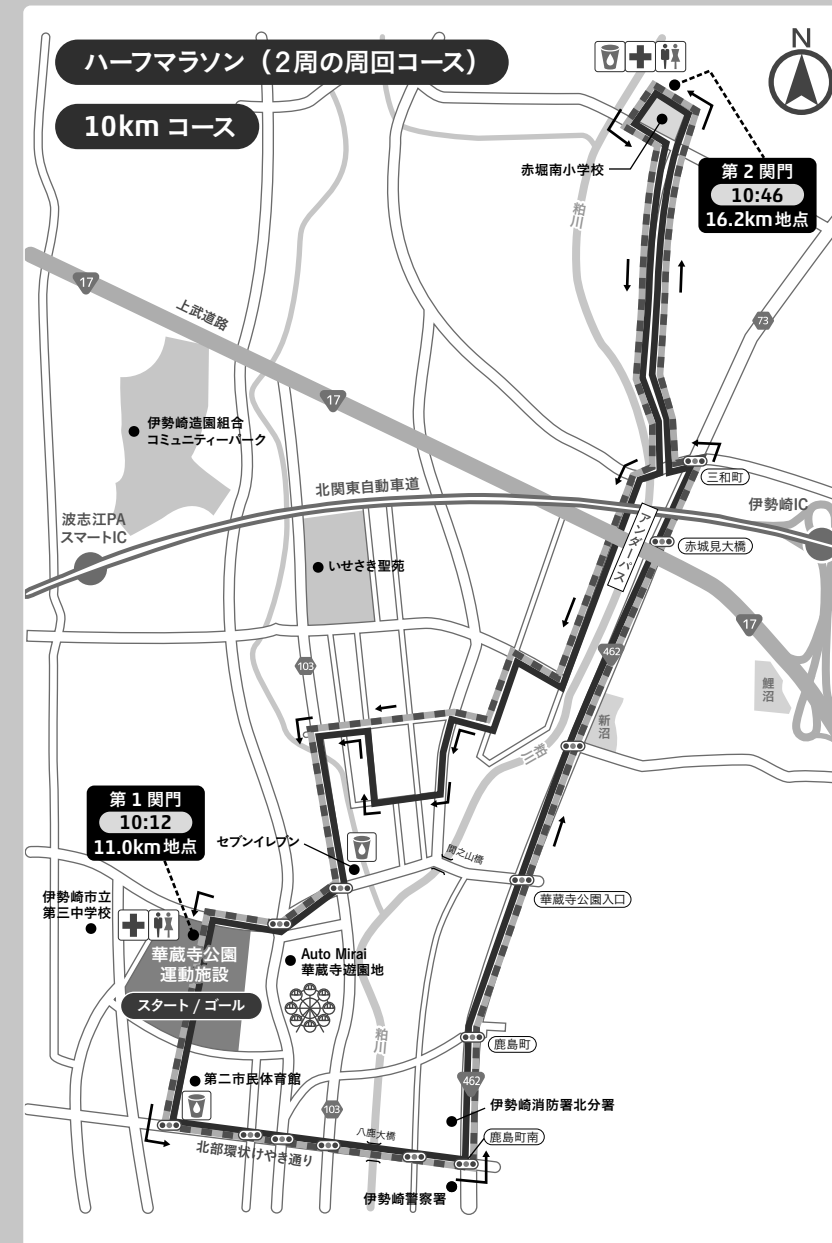 ハーフマラソン（2周の周回コース）
10km コース
N
赤堀南小学校
第2関門
10:46
16.2km地点
粕川
17
上武道路
73
17
伊勢崎造園組合
コミュニティーパーク
三和町
北関東自動車道
伊勢崎IC
波志江PA
スマートIC
アンダーパス
赤城見大橋
いせさき聖苑
17
462
103
鯉沼
新沼
粕川
第1関門
10:12
11.0km地点
セブンイレブン
関之山橋
伊勢崎市立
第三中学校
華蔵寺公園入口
華蔵寺公園
運動施設
Auto Mirai
華蔵寺遊園地
スタート / ゴール
粕川
鹿島町
第二市民体育館
462
103
伊勢崎消防署北分署
八鹿大橋
鹿島町南
北部環状けやき通り
伊勢崎警察署